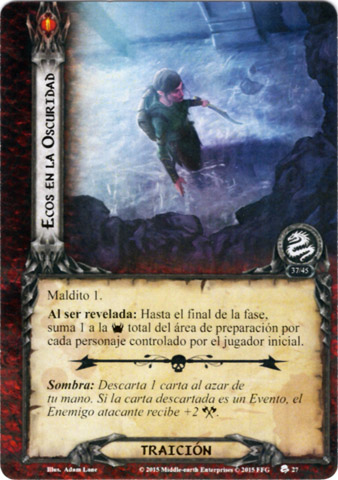 ECOS EN LA OSCURIDAD
37/45
Maldito 1.
Al ser revelada: Hasta el final de la fase,
suma 1 a la total del área de preparación por
cada personaje controlado por el jugador inicial.
Sombra: Descarta 1 carta al azar de
tu mano. Si la carta descartada es un Evento, el
Enemigo atacante recibe +2
TRAICIÓN
Illus. Adam Lane
© 2015 Middle-earth Enterprises © 2015 FFG
27